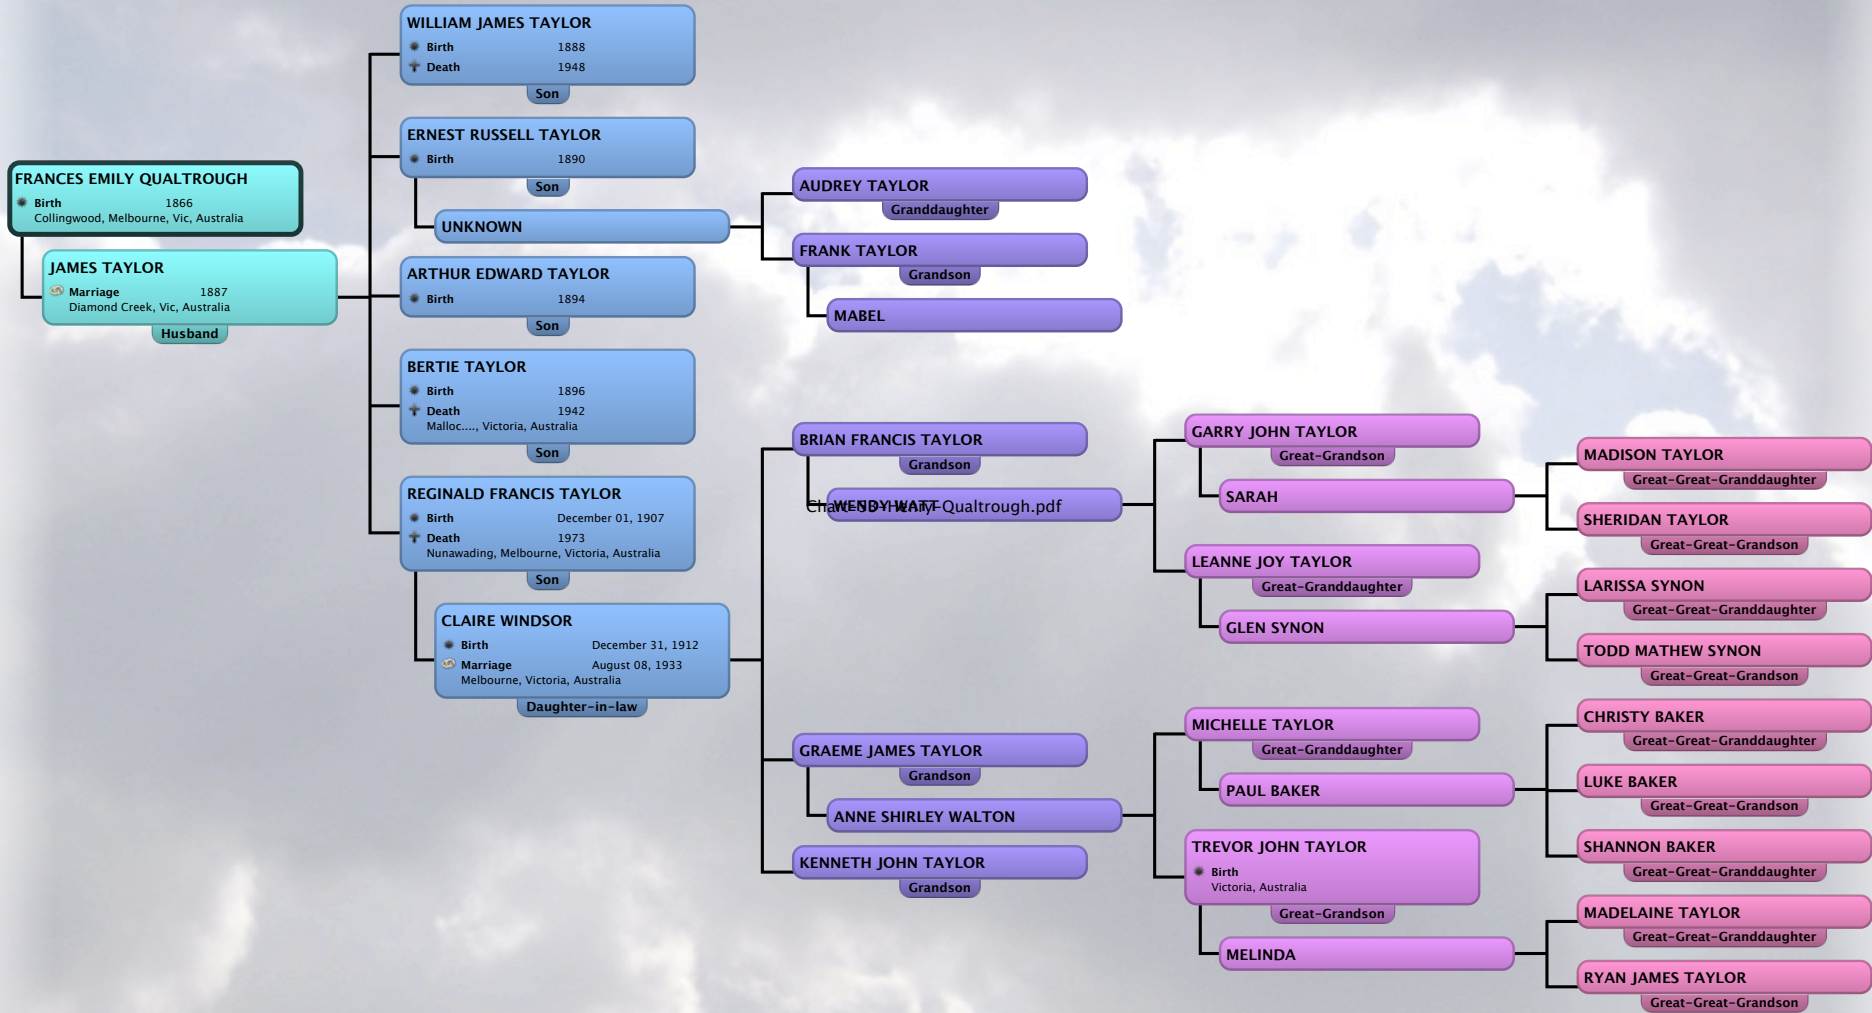 FRANCES EMILY QUALTROUGH
Birth 1866
Collingwood, Melbourne, Vic, Australia
JAMES TAYLOR
Marriage 1887
Diamond Creek, Vic, Australia
Husband
WILLIAM JAMES TAYLOR
Birth 1888
Death 1948
Son
ERNEST RUSSELL TAYLOR
Birth 1890
Son
UNKNOWN
ARTHUR EDWARD TAYLOR
Birth 1894
Son
BERTIE TAYLOR
Birth 1896
Death 1942
Malloc...., Victoria, Australia
Son
REGINALD FRANCIS TAYLOR
Birth December 01, 1907
Death 1973
Nunawading, Melbourne, Victoria, Australia
Son
CLAIRE WINDSOR
Birth December 31, 1912
Marriage August 08, 1933
Melbourne, Victoria, Australia
Daughter-in-law
AUDREY TAYLOR
Granddaughter
FRANK TAYLOR
Grandson
MABEL
BRIAN FRANCIS TAYLOR
Grandson
WENDY WATT
-Qualtrough.pdf
GRAEME JAMES TAYLOR
Grandson
ANNE SHIRLEY WALTON
KENNETH JOHN TAYLOR
Grandson
GARRY JOHN TAYLOR
Great-Grandson
SARAH
LEANNE JOY TAYLOR
Great-Granddaughter
GLEN SYNON
MICHELLE TAYLOR
Great-Granddaughter
PAUL BAKER
TREVOR JOHN TAYLOR
Birth
Victoria, Australia
Great-Grandson
MELINDA
MADISON TAYLOR
Great-Great-Granddaughter
SHERIDAN TAYLOR
Great-Great-Grandson
LARISSA SYNON
Great-Great-Granddaughter
TODD MATHEW SYNON
Great-Great-Grandson
CHRISTY BAKER
Great-Great-Granddaughter
LUKE BAKER
Great-Great-Grandson
SHANNON BAKER
Great-Great-Granddaughter
MADELAINE TAYLOR
Great-Great-Granddaughter
RYAN JAMES TAYLOR
Great-Great-Grandson